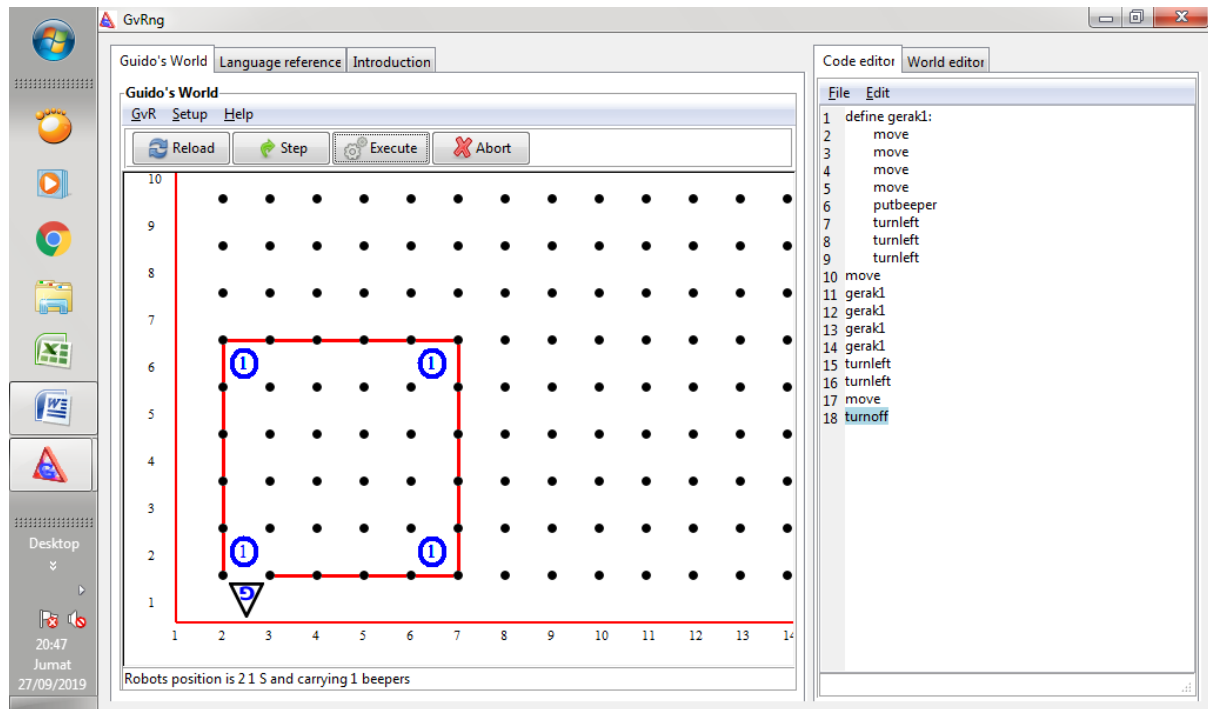 GvRng
Guido's World Language reference Introduction
Guido's World
GvR Setup Help
Reload Step Execute Abort
10
9
8
7
6
5
4
3
2
1
1 1
1 1
G
1 2 3 4 5 6 7 8 9 10 11 12 13 14
Robots position is 2 1 S and carrying 1 beepers
Code editor World editor
File Edit
1 define gerak1:
2 move
3 move
4 move
5 move
6 putbeeper
7 turnleft
8 turnleft
9 turnleft
10 move
11 gerak1
12 gerak1
13 gerak1
14 gerak1
15 turnleft
16 turnleft
17 move
18 turnoff
Desktop
20:47
Jumat
27/09/2019